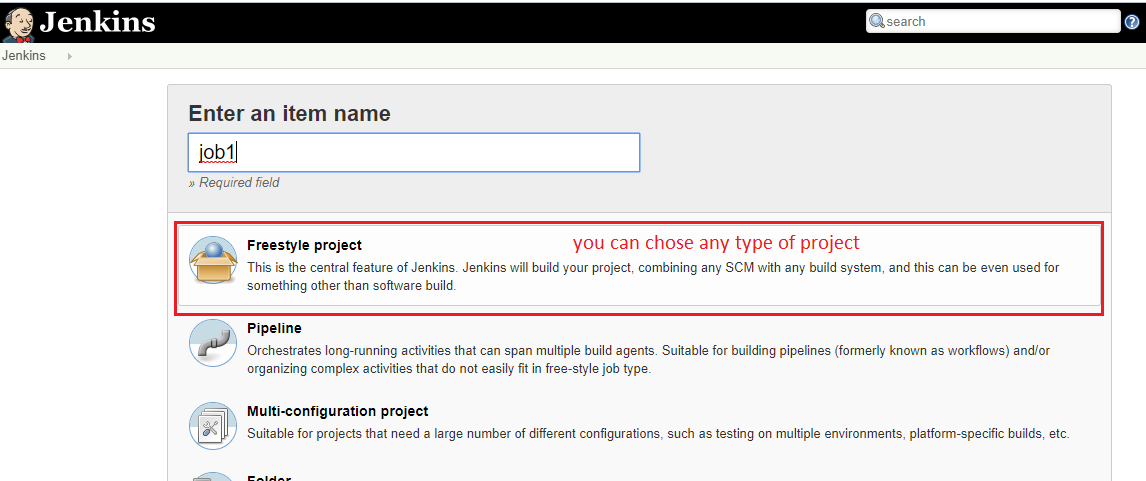 Jenkins
search
?
Jenkins
Enter an item name
job1
» Required field
Freestyle project
you can chose any type of project
This is the central feature of Jenkins. Jenkins will build your project, combining any SCM with any build system, and this can be even used for
something other than software build.
Pipeline
Orchestrates long-running activities that can span multiple build agents. Suitable for building pipelines (formerly known as workflows) and/or
organizing complex activities that do not easily fit in free-style job type.
Multi-configuration project
Suitable for projects that need a large number of different configurations, such as testing on multiple environments, platform-specific builds, etc.
Folder